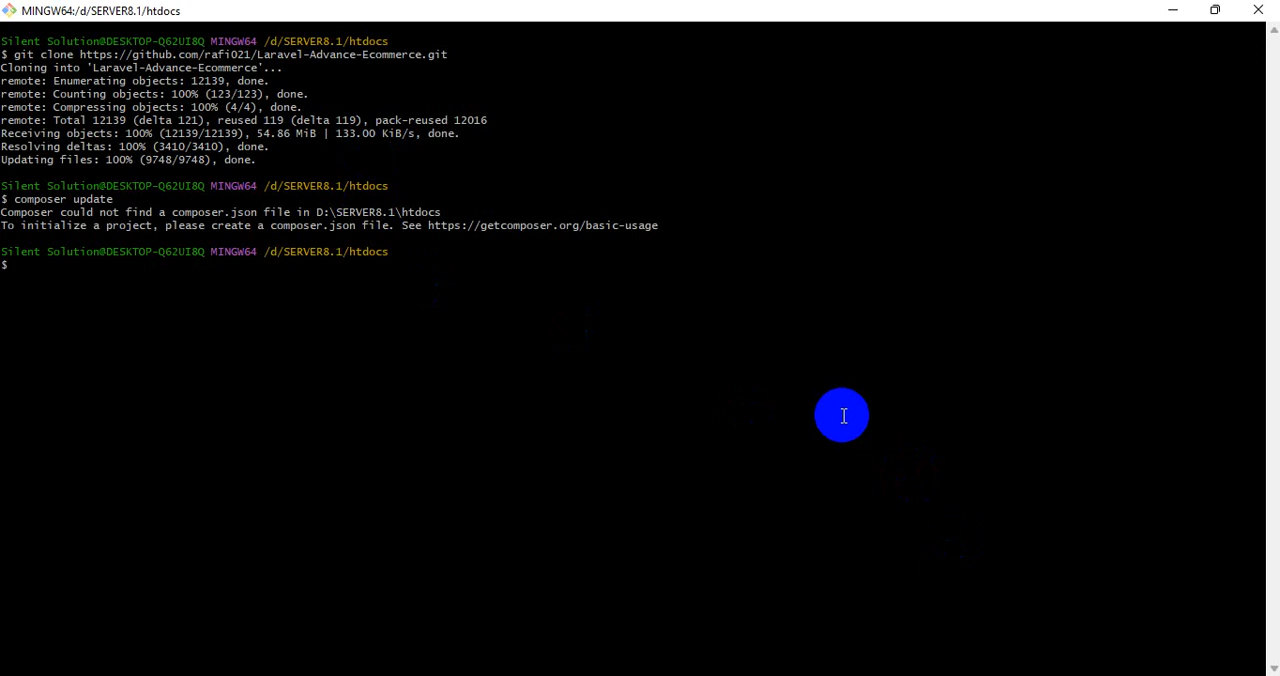 MINGW64:/d/SERVER8.1/htdocs
Silent Solution@DESKTOP-Q62UI8Q MINGW64 /d/SERVER8.1/htdocs
$ git clone https://github.com/rafi021/Laravel-Advance-Ecommerce.git
Cloning into 'Laravel-Advance-Ecommerce'...
remote: Enumerating objects: 12139, done.
remote: Counting objects: 100% (123/123), done.
remote: Compressing objects: 100% (4/4), done.
remote: Total 12139 (delta 121), reused 119 (delta 119), pack-reused 12016
Receiving objects: 100% (12139/12139), 54.86 MiB | 133.00 KiB/s, done.
Resolving deltas: 100% (3410/3410), done.
Updating files: 100% (9748/9748), done.
Silent Solution@DESKTOP-Q62UI8Q MINGW64 /d/SERVER8.1/htdocs
$ composer update
Composer could not find a composer.json file in D:\SERVER8.1\htdocs
To initialize a project, please create a composer.json file. See https://getcomposer.org/basic-usage
Silent Solution@DESKTOP-Q62UI8Q MINGW64 /d/SERVER8.1/htdocs
$